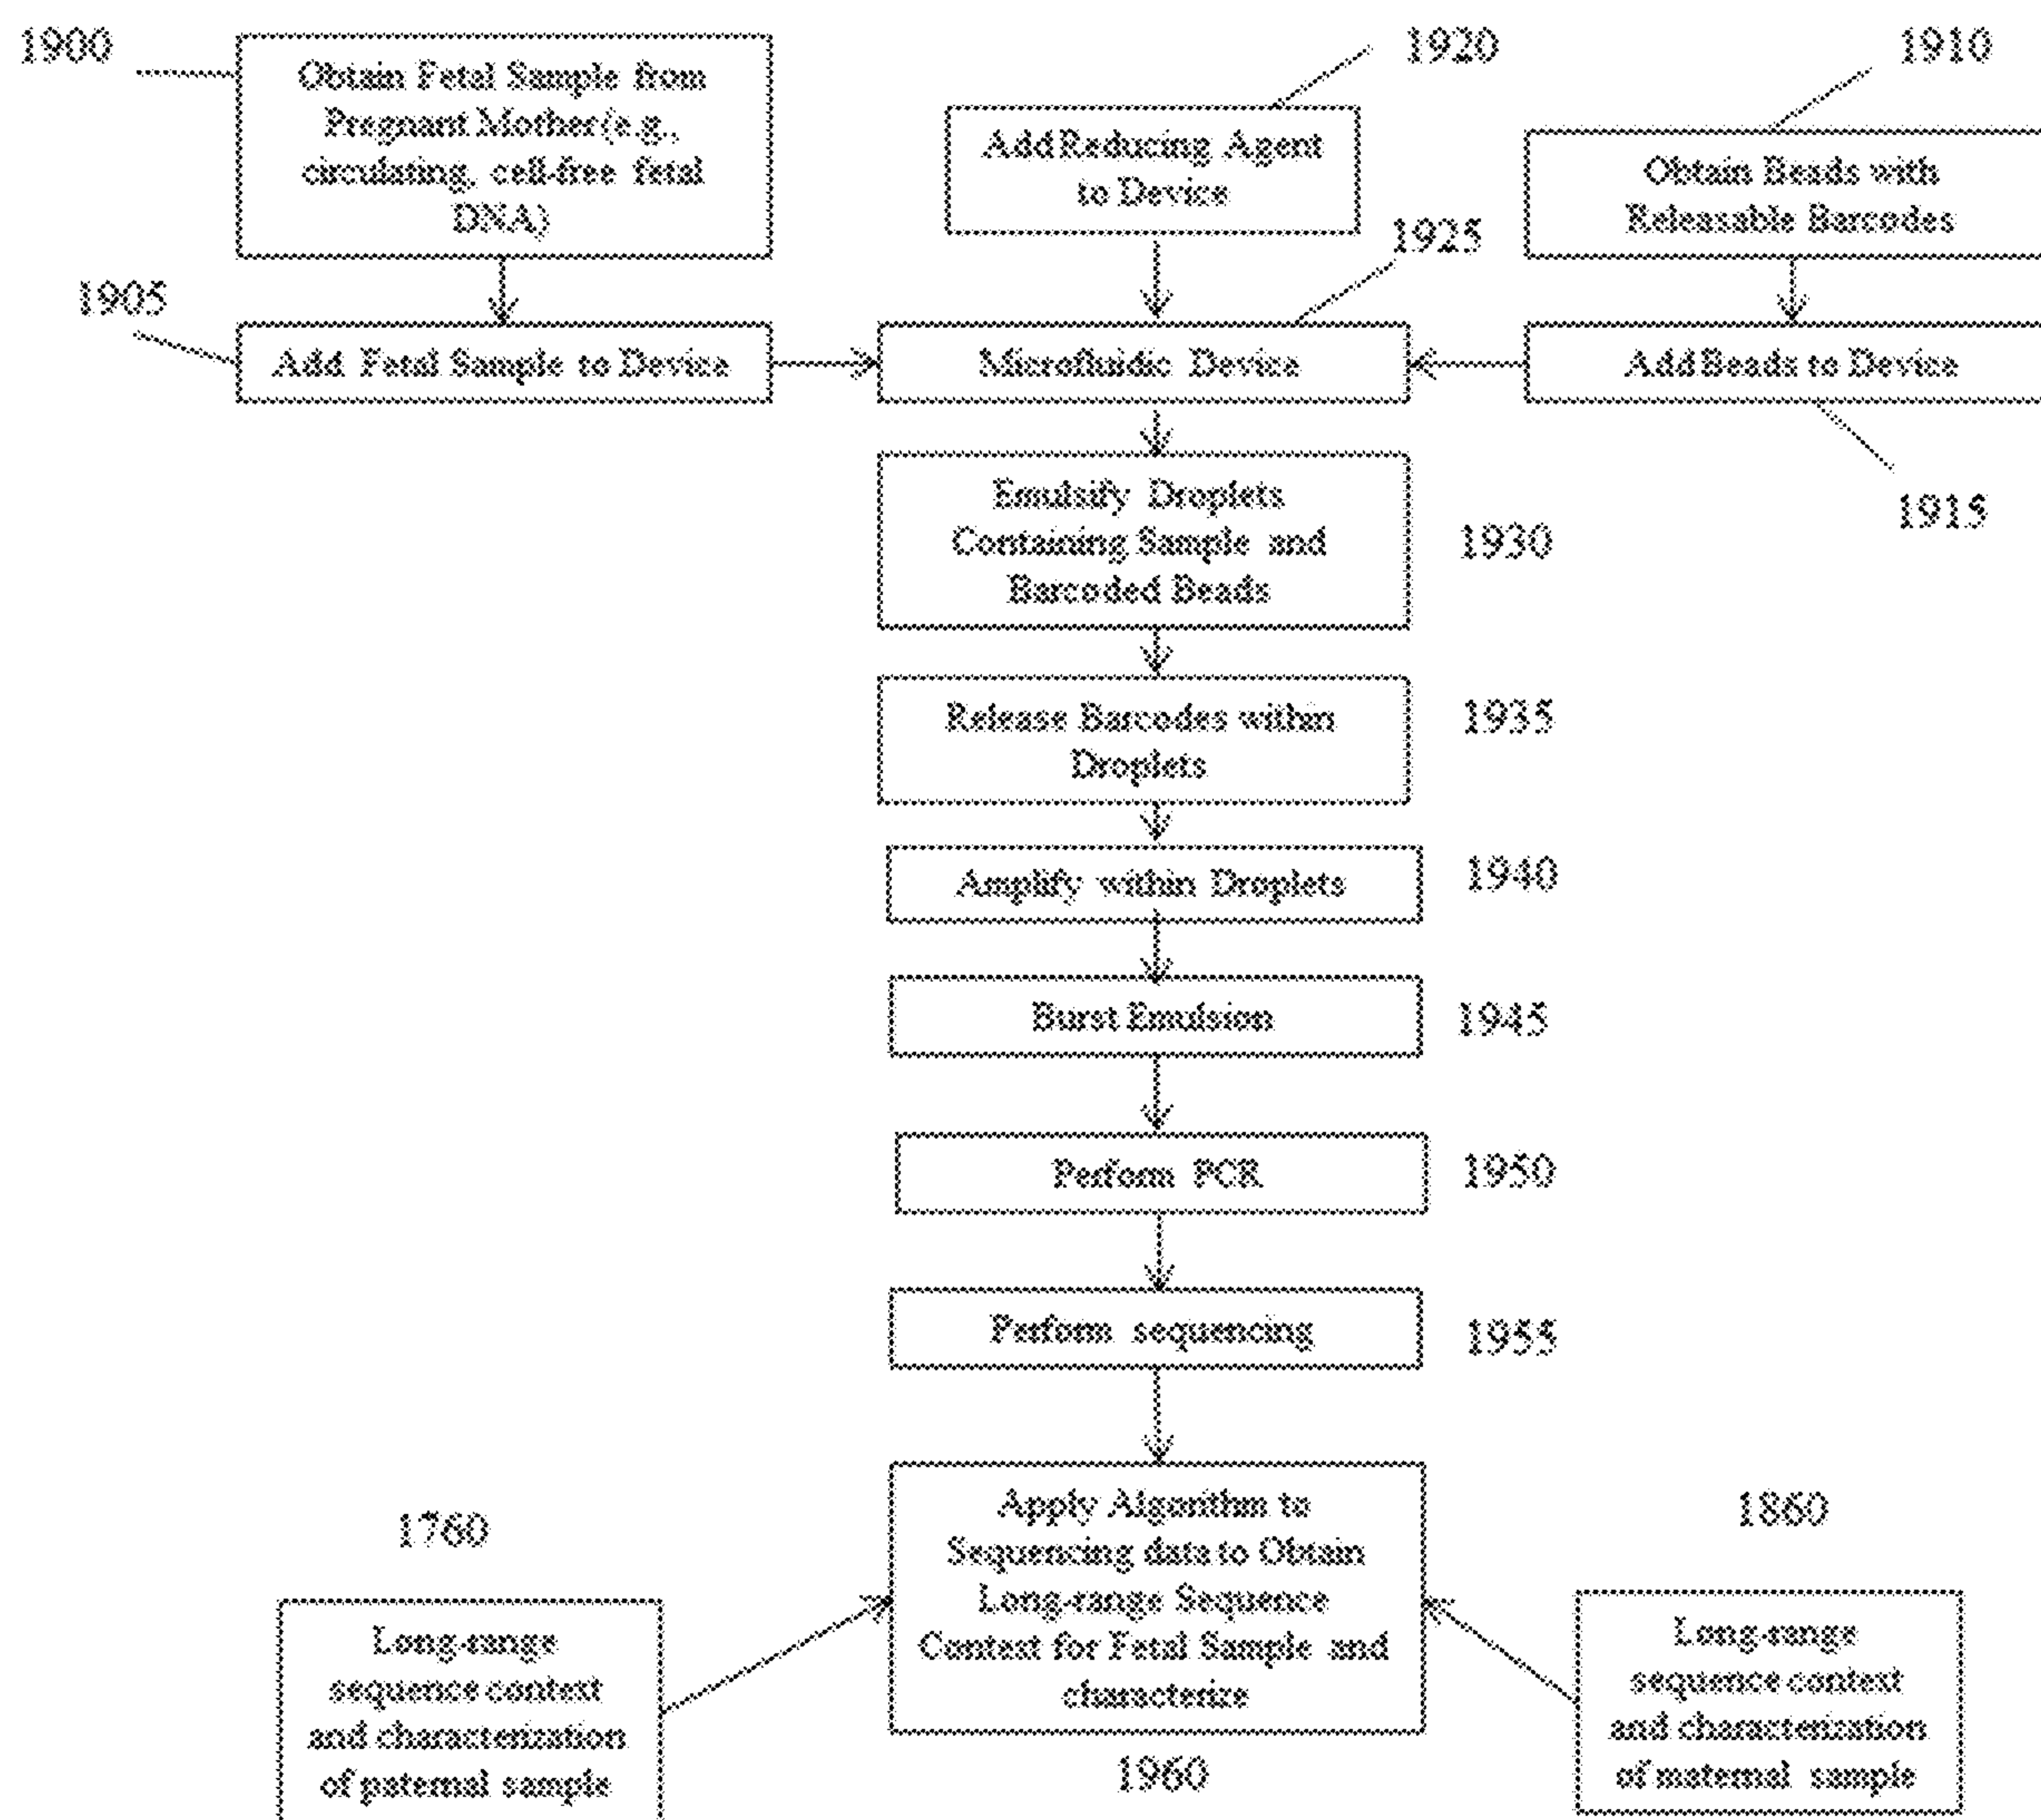 1900
Obtain Fetal Sample from
Pregnant Mother(e.g.,
circulating, cell-free fetal
DNA)
1920
Add Reducing Agent
to Device
1910
Obtain Beads with
Releasable Barcodes
1905
Add Fetal Sample to Device
1925
Microfluidic Device
Add Beads to Device
1915
Emulsify Droplets
Containing Sample and
Barcoded Beads
1930
Release Barcodes within
Droplets
1935
Amplify within Droplets
1940
Burst Emulsion
1945
Perform PCR
1950
Perform sequencing
1955
1760
Long-range
sequence context
and characterization
of paternal sample
Apply Algorithm to
Sequencing data to Obtain
Long-range Sequence
Context for Fetal Sample and
characterize
1960
1860
Long-range
sequence context
and characterization
of maternal sample